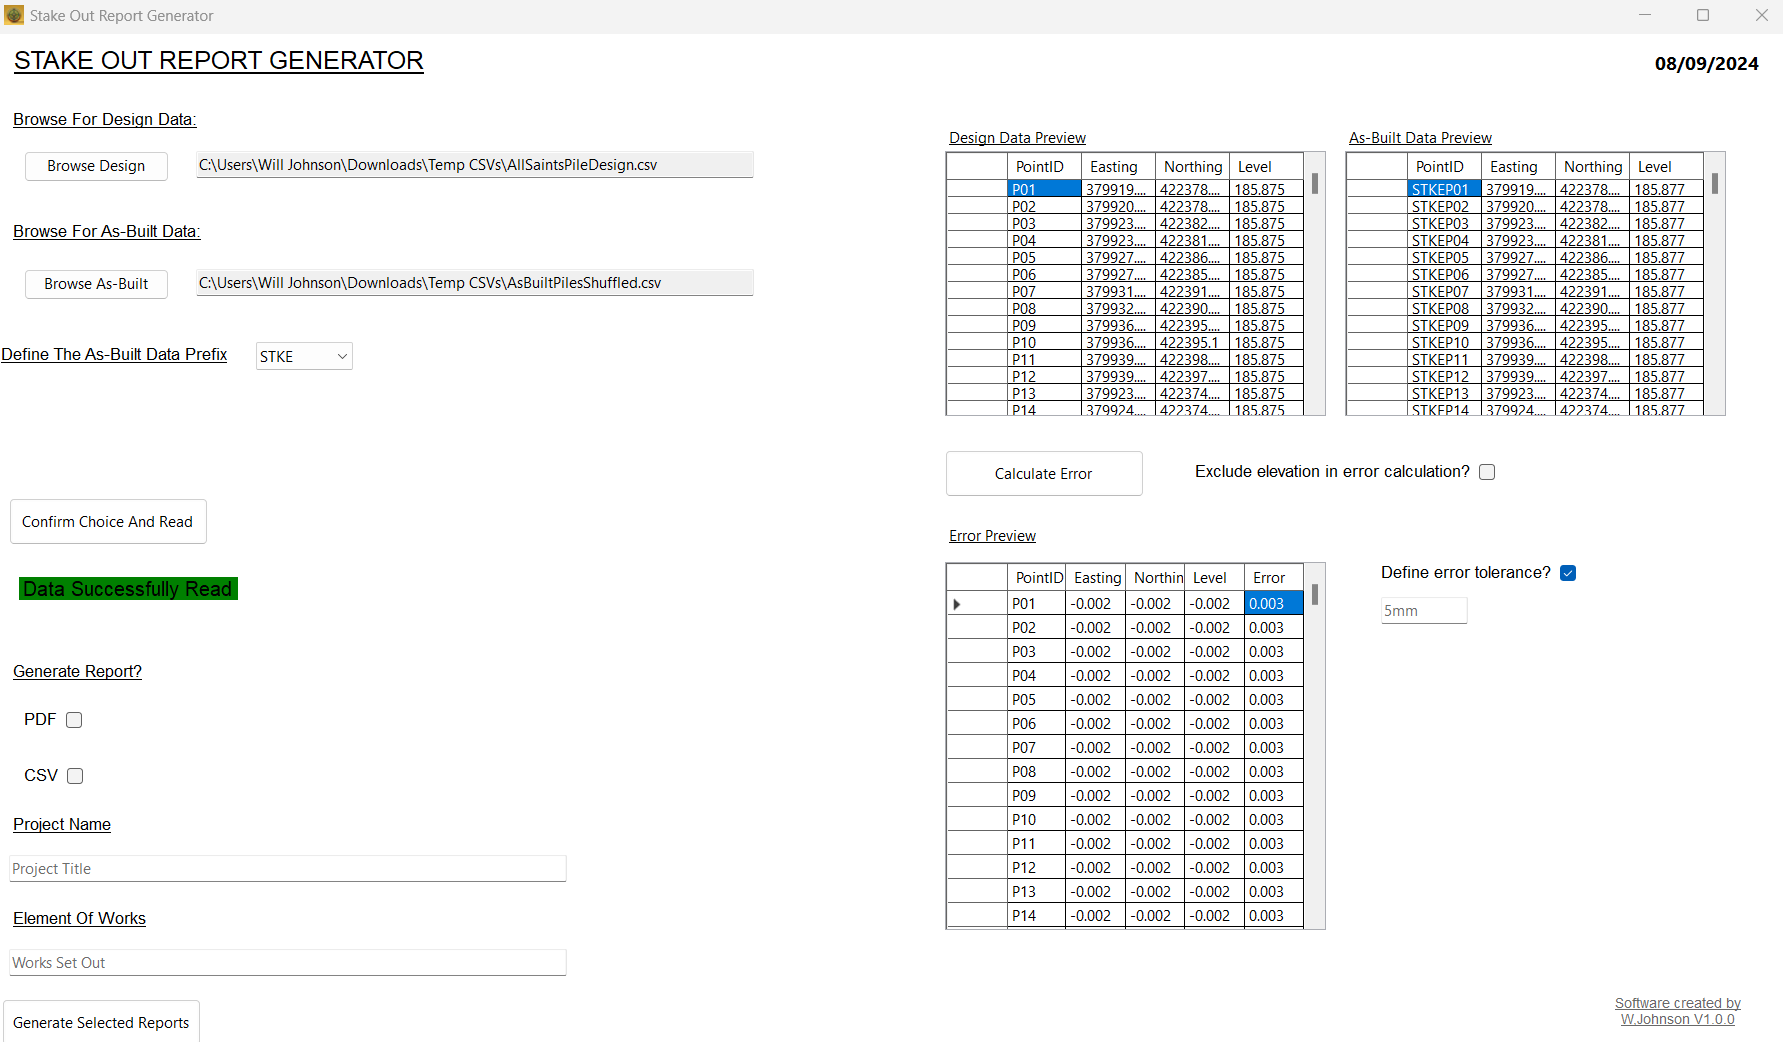 Stake Out Report Generator
STAKE OUT REPORT GENERATOR
08/09/2024
Browse For Design Data:
Browse Design
C:\Users\Will Johnson\Downloads\Temp CSVs\AllSaintsPileDesign.csv
Browse For As-Built Data:
Browse As-Built
C:\Users\Will Johnson\Downloads\Temp CSVs\AsBuiltPilesShuffled.csv
Define The As-Built Data Prefix
STKE
Confirm Choice And Read
Data Successfully Read
Generate Report?
PDF
CSV
Project Name
Project Title
Element Of Works
Works Set Out
Generate Selected Reports
Design Data Preview
PointID Easting Northing Level
P01 379919.... 422378.... 185.875
P02 379920.... 422378.... 185.875
P03 379923.... 422382.... 185.875
P04 379923.... 422381.... 185.875
P05 379927.... 422386.... 185.875
P06 379927.... 422385.... 185.875
P07 379931.... 422391.... 185.875
P08 379932.... 422390.... 185.875
P09 379936.... 422395.... 185.875
P10 379936.... 422395.1 185.875
P11 379939.... 422398.... 185.875
P12 379939.... 422397.... 185.875
P13 379923.... 422374.... 185.875
P14 379924.... 422374.... 185.875
As-Built Data Preview
PointID Easting Northing Level
STKEP01 379919.... 422378.... 185.877
STKEP02 379920.... 422378.... 185.877
STKEP03 379923.... 422382.... 185.877
STKEP04 379923.... 422381.... 185.877
STKEP05 379927.... 422386.... 185.877
STKEP06 379927.... 422385.... 185.877
STKEP07 379931.... 422391.... 185.877
STKEP08 379932.... 422390.... 185.877
STKEP09 379936.... 422395.... 185.877
STKEP10 379936.... 422395.... 185.877
STKEP11 379939.... 422398.... 185.877
STKEP12 379939.... 422397.... 185.877
STKEP13 379923.... 422374.... 185.877
STKEP14 379924.... 422374.... 185.877
Calculate Error
Exclude elevation in error calculation?
Error Preview
PointID Easting Northin Level Error
P01 -0.002 -0.002 -0.002 0.003
P02 -0.002 -0.002 -0.002 0.003
P03 -0.002 -0.002 -0.002 0.003
P04 -0.002 -0.002 -0.002 0.003
P05 -0.002 -0.002 -0.002 0.003
P06 -0.002 -0.002 -0.002 0.003
P07 -0.002 -0.002 -0.002 0.003
P08 -0.002 -0.002 -0.002 0.003
P09 -0.002 -0.002 -0.002 0.003
P10 -0.002 -0.002 -0.002 0.003
P11 -0.002 -0.002 -0.002 0.003
P12 -0.002 -0.002 -0.002 0.003
P13 -0.002 -0.002 -0.002 0.003
P14 -0.002 -0.002 -0.002 0.003
Define error tolerance?
5mm
Software created by
W,Johnson V1.0.0